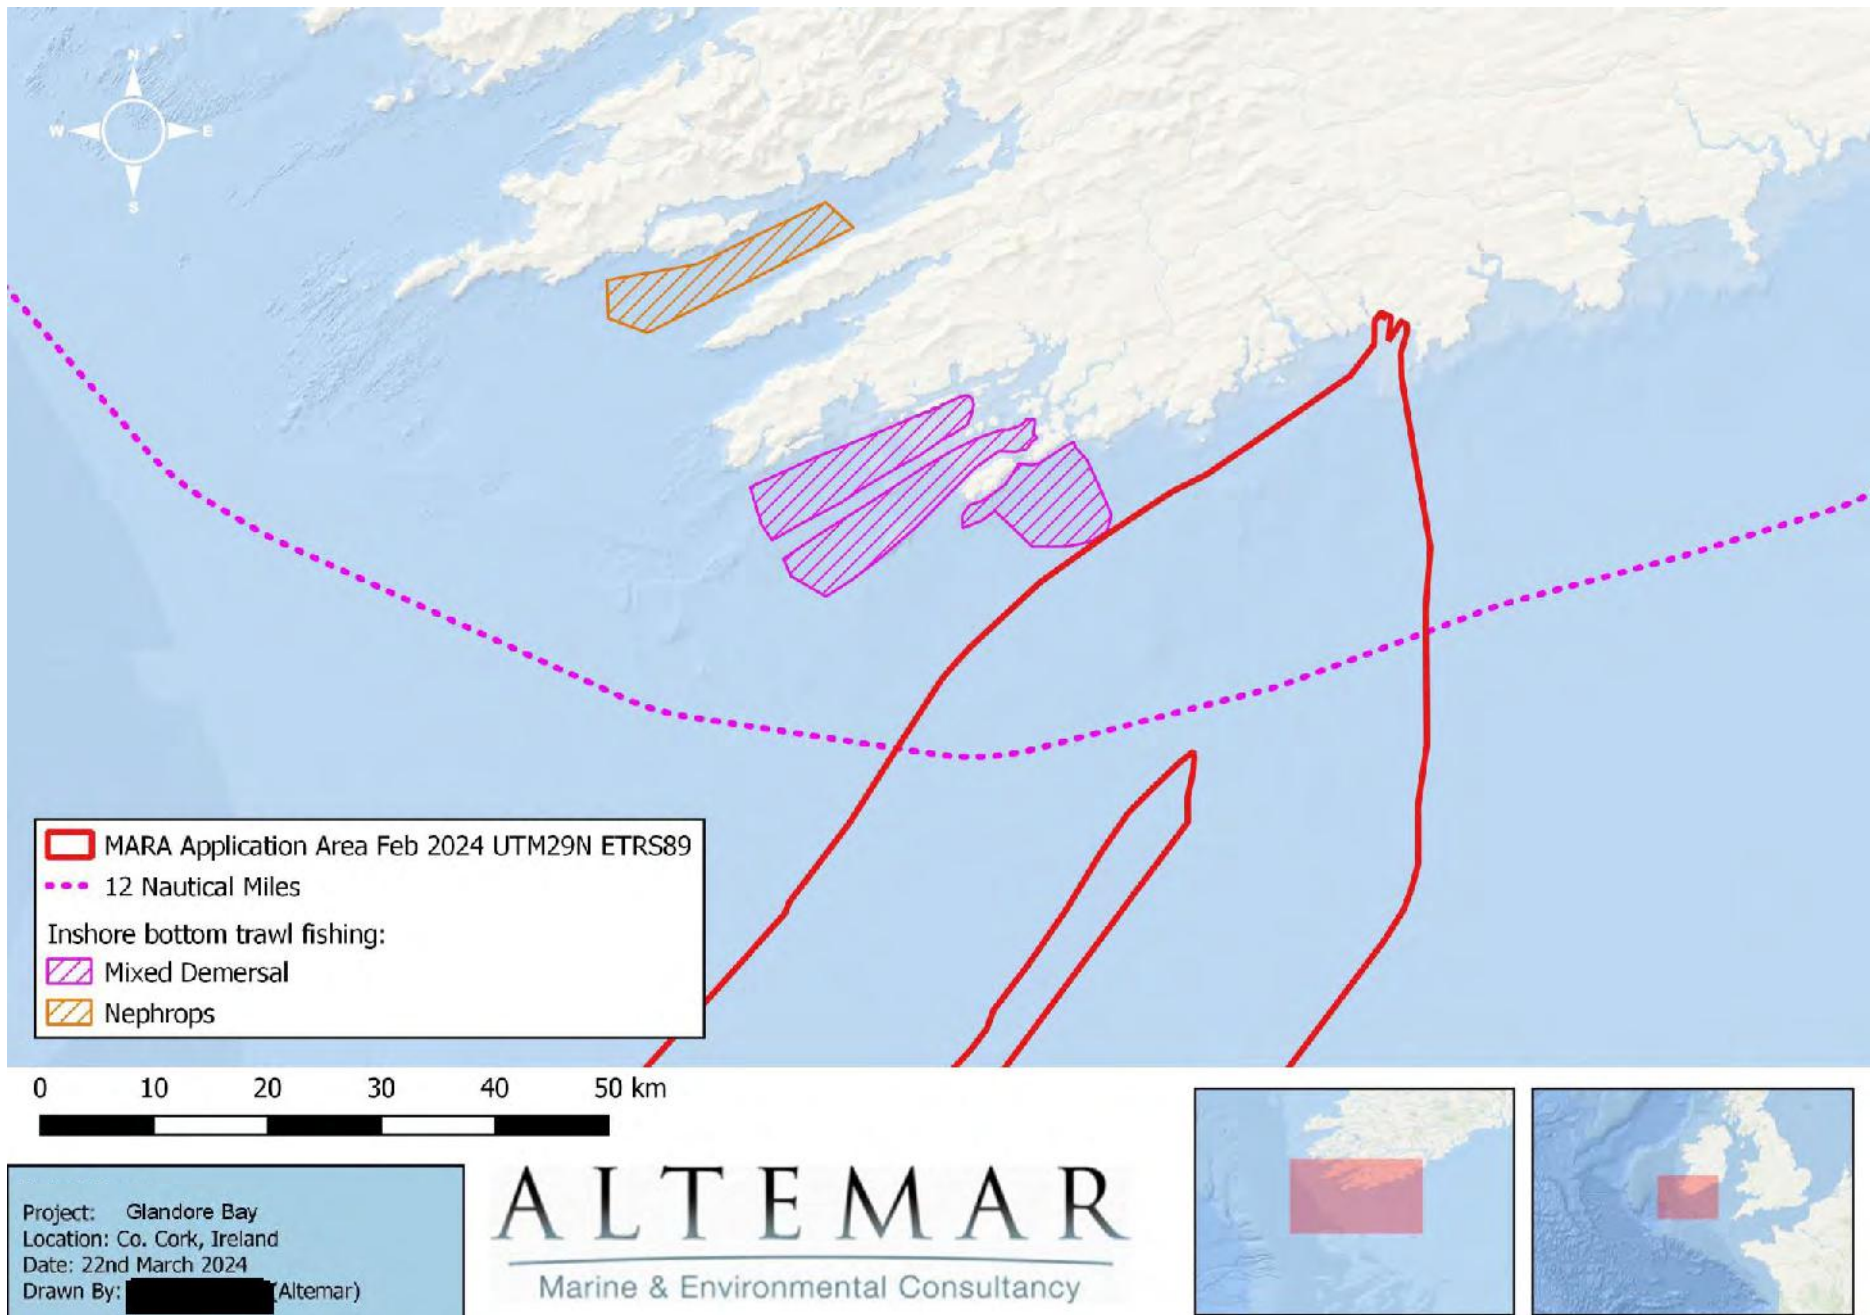 N
W E
S
MARA Application Area Feb 2024 UTM29N ETRS89
12 Nautical Miles
Inshore bottom trawl fishing:
Mixed Demersal
Nephrops
0 10 20 30 40 50 km
Project: Glandore Bay
Location: Co. Cork, Ireland
Date: 22nd March 2024
Drawn By: (Altemar)
ALTEMAR
Marine & Environmental Consultancy